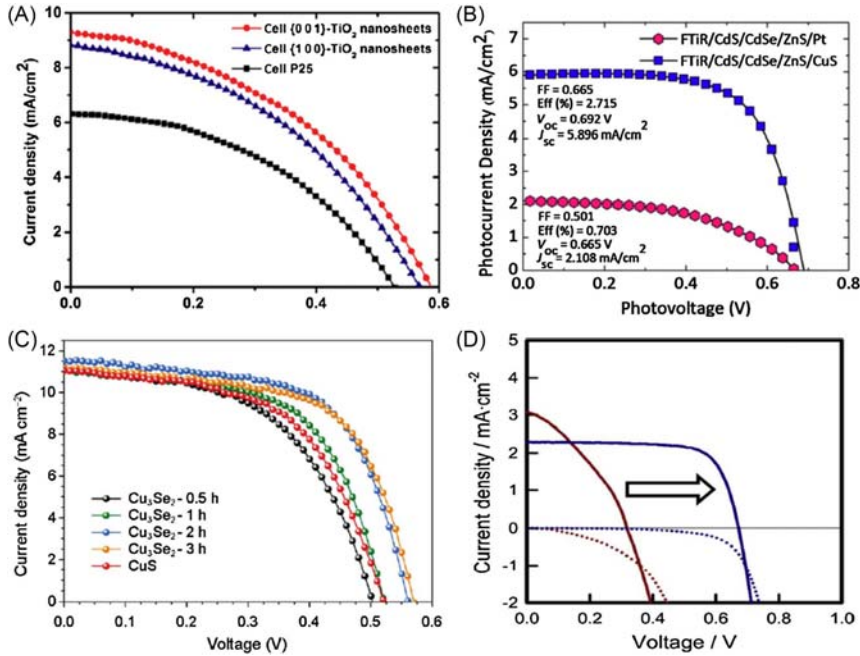 (A)
Cell {0 0 1}-TiO2 nanosheets
Cell {1 0 0}-TiO2 nanosheets
Cell P25
Current density (mA/cm2)
10
8
6
4
2
0
0.0 0.2 0.4 0.6
Voltage (V)
(B)
FTiR/CdS/CdSe/ZnS/Pt
FTiR/CdS/CdSe/ZnS/CuS
FF = 0.665
Eff (%) = 2.715
Voc = 0.692 V
Jsc = 5.896 mA/cm2
FF = 0.501
Eff (%) = 0.703
Voc = 0.665 V
Jsc = 2.108 mA/cm2
Photocurrent Density (mA/cm2)
9
8
7
6
5
4
3
2
1
0
0.0 0.2 0.4 0.6 0.8
Photovoltage (V)
(C)
Cu3Se2 - 0.5 h
Cu3Se2 - 1 h
Cu3Se2 - 2 h
Cu3Se2 - 3 h
CuS
Current density (mA cm-2)
12
10
8
6
4
2
0
0.0 0.1 0.2 0.3 0.4 0.5 0.6
Voltage (V)
(D)
Current density / mA·cm-2
5
4
3
2
1
0
-1
-2
0.0 0.2 0.4 0.6 0.8 1.0
Voltage / V